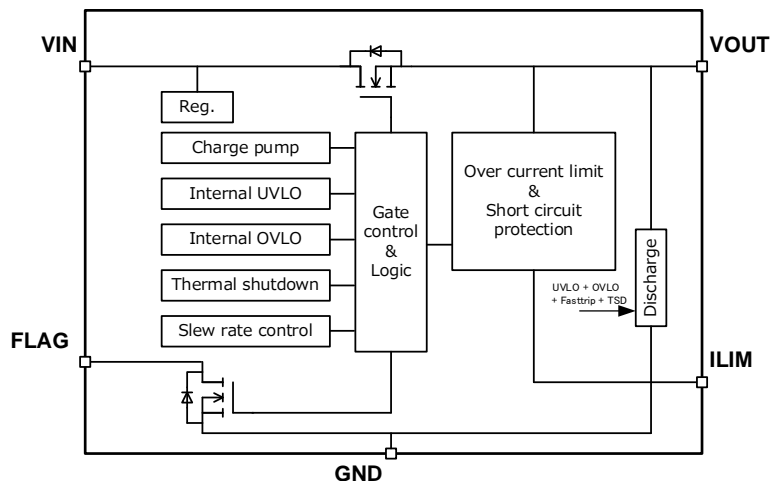 VIN
VOUT
Reg.
Charge pump
Internal UVLO
Internal OVLO
Thermal shutdown
Slew rate control
Gate
control
&
Logic
Over current limit
&
Short circuit
protection
UVLO + OVLO
+ Fasttrip + TSD
Discharge
FLAG
ILIM
GND